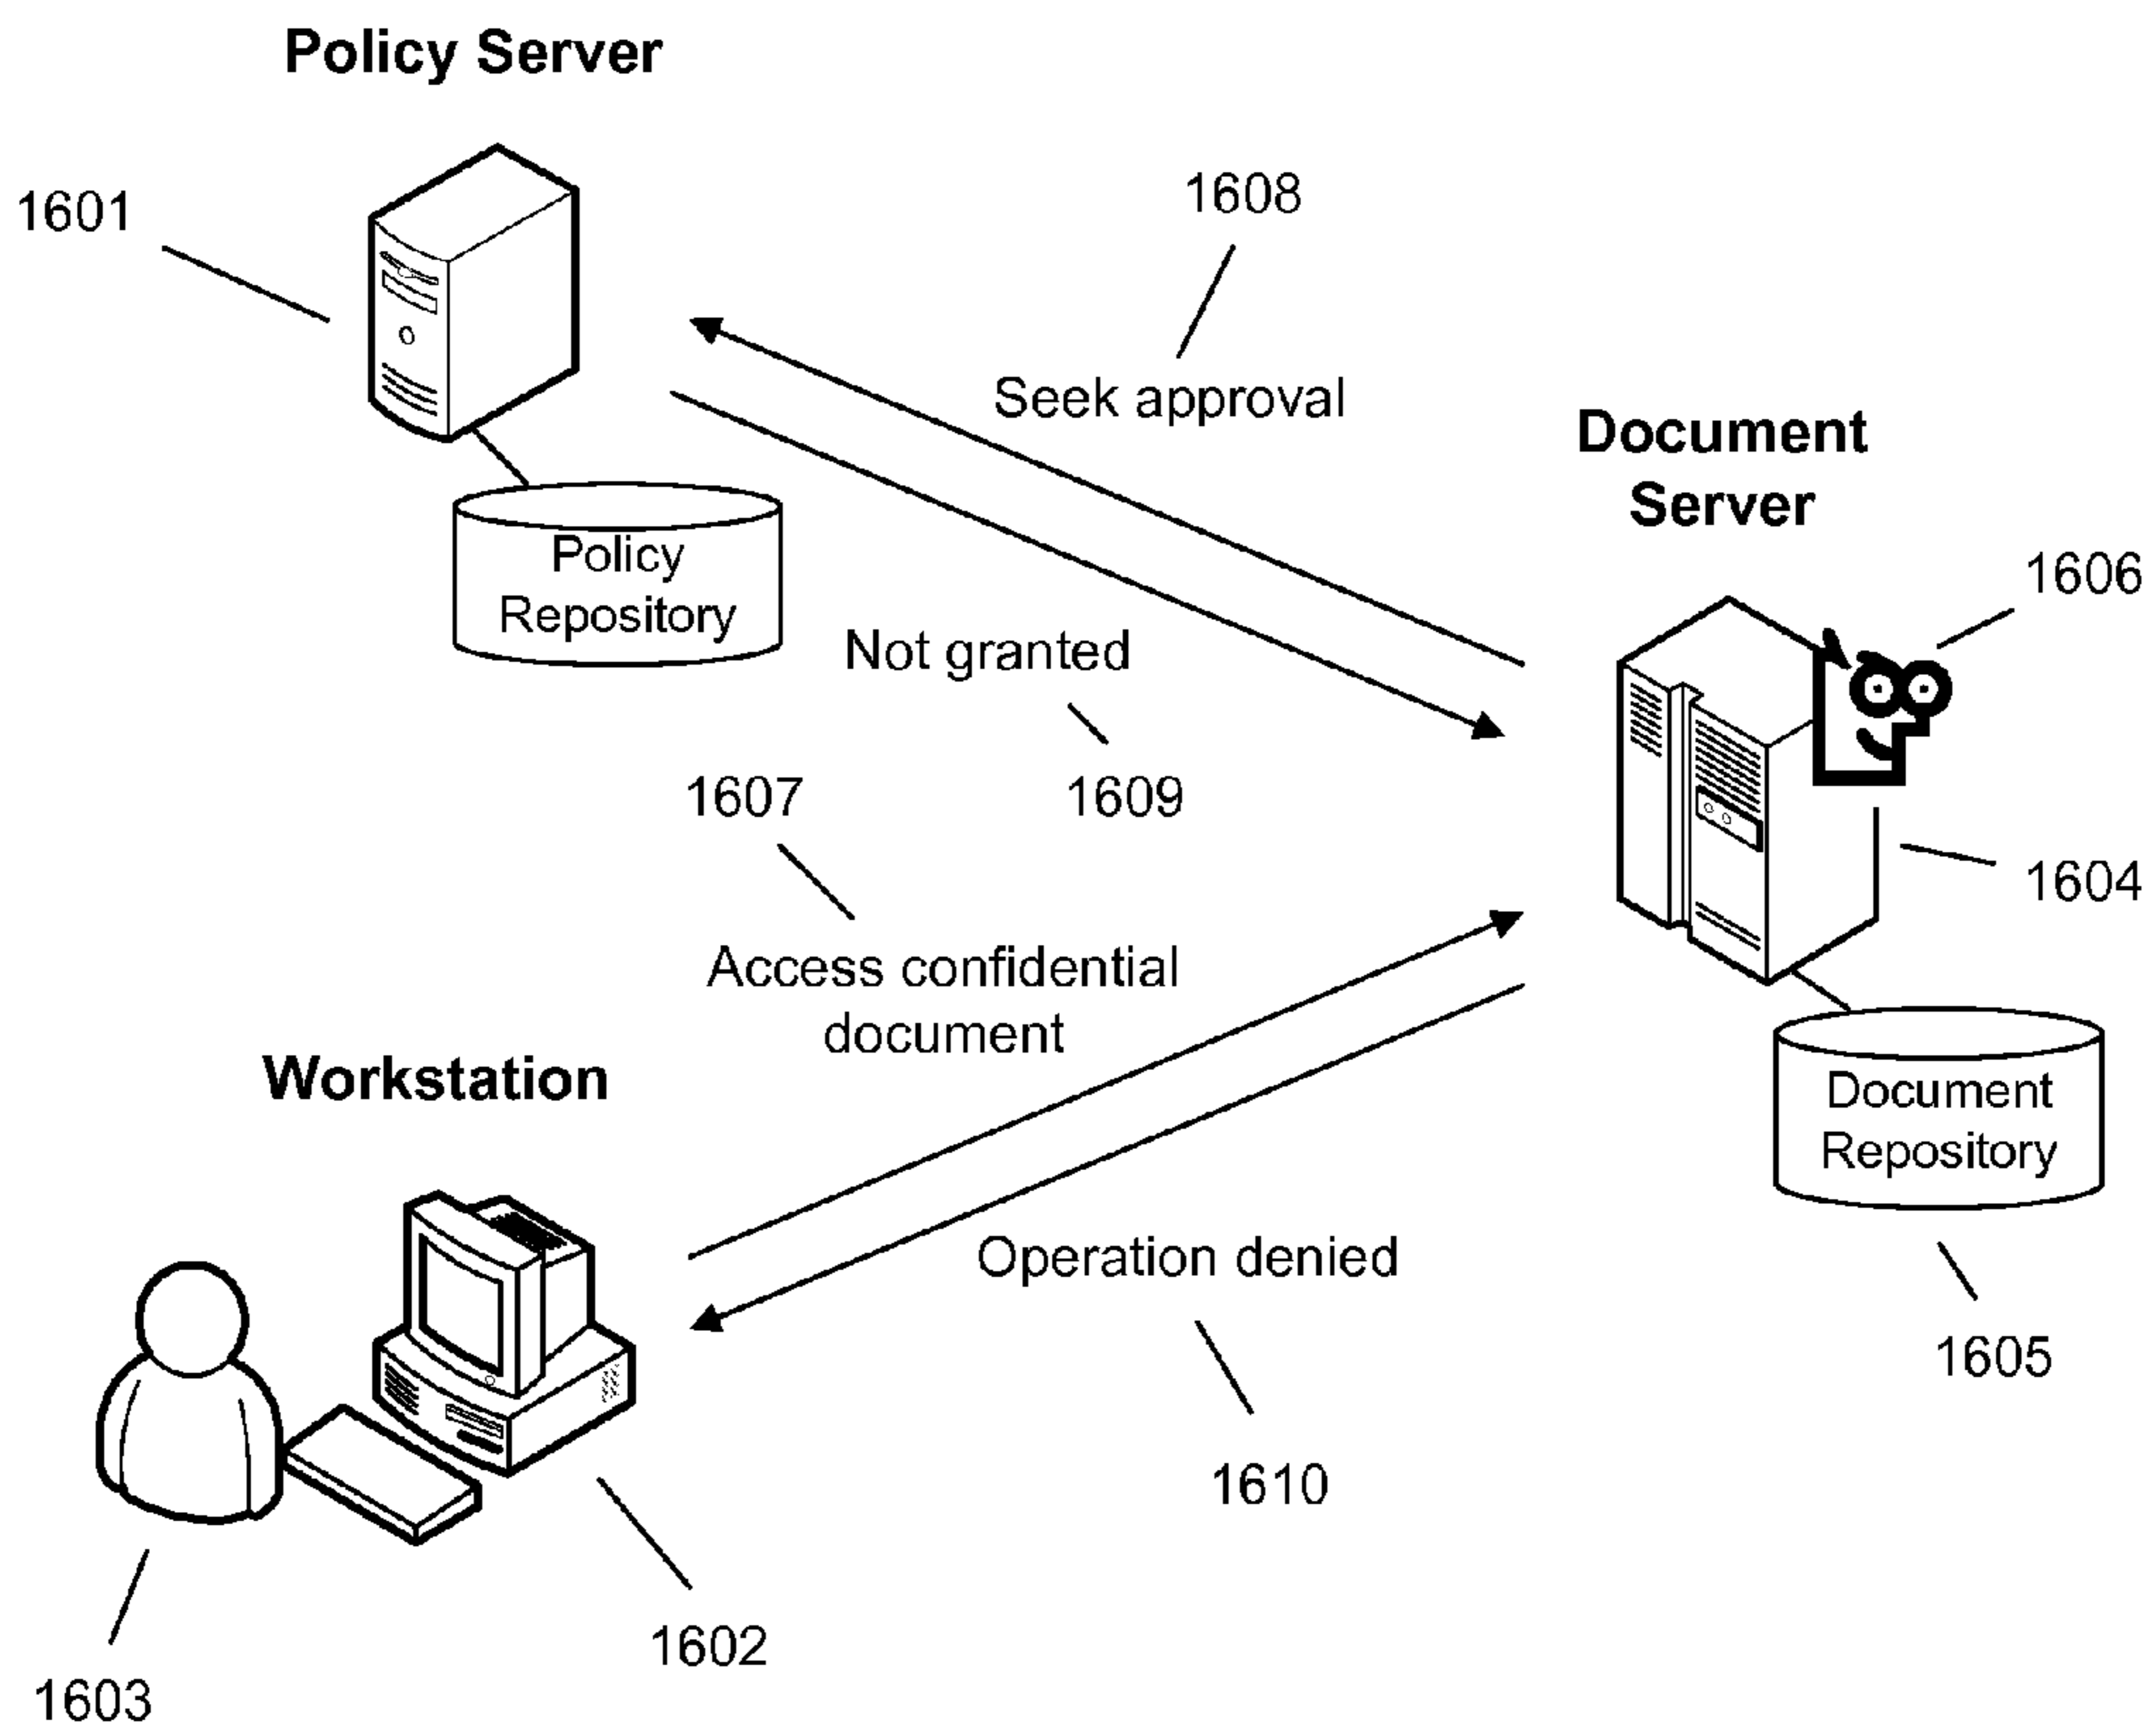 Policy Server
1601
1608
Seek approval
Document
Server
1606
Policy
Repository
Not granted
1607
1609
1604
Access confidential
document
Workstation
Document
Repository
Operation denied
1605
1610
1602
1603